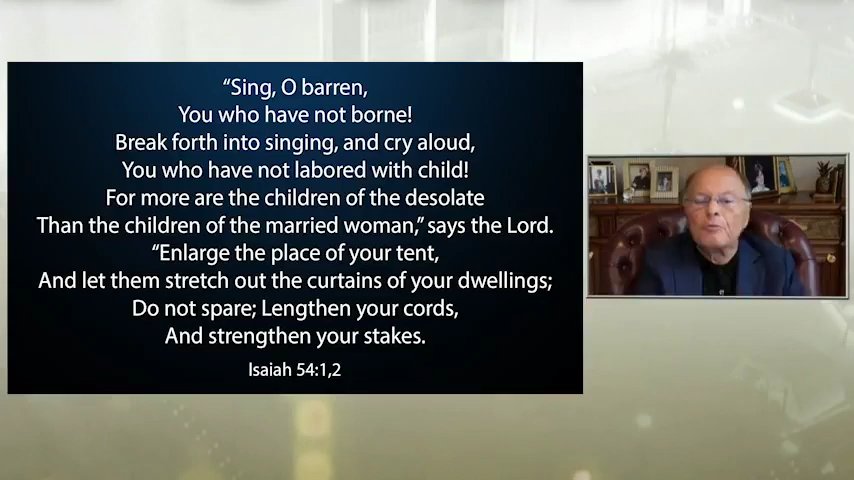 “Sing, O barren,
You who have not borne!
Break forth into singing, and cry aloud,
You who have not labored with child!
For more are the children of the desolate
Than the children of the married woman,” says the Lord.
“Enlarge the place of your tent,
And let them stretch out the curtains of your dwellings;
Do not spare; Lengthen your cords,
And strengthen your stakes.
Isaiah 54:1,2